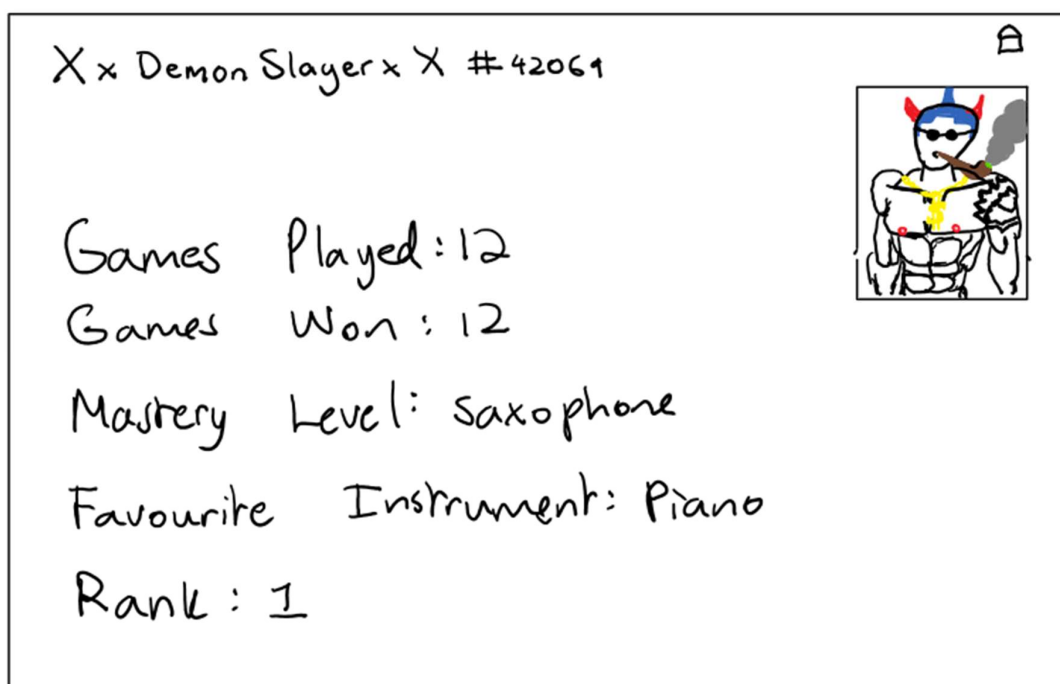 Xx Demon Slayer x X #42069
Games Played: 12
Games Won: 12
Mastery Level: saxophone
Favourite Instrument: Piano
Rank: 1